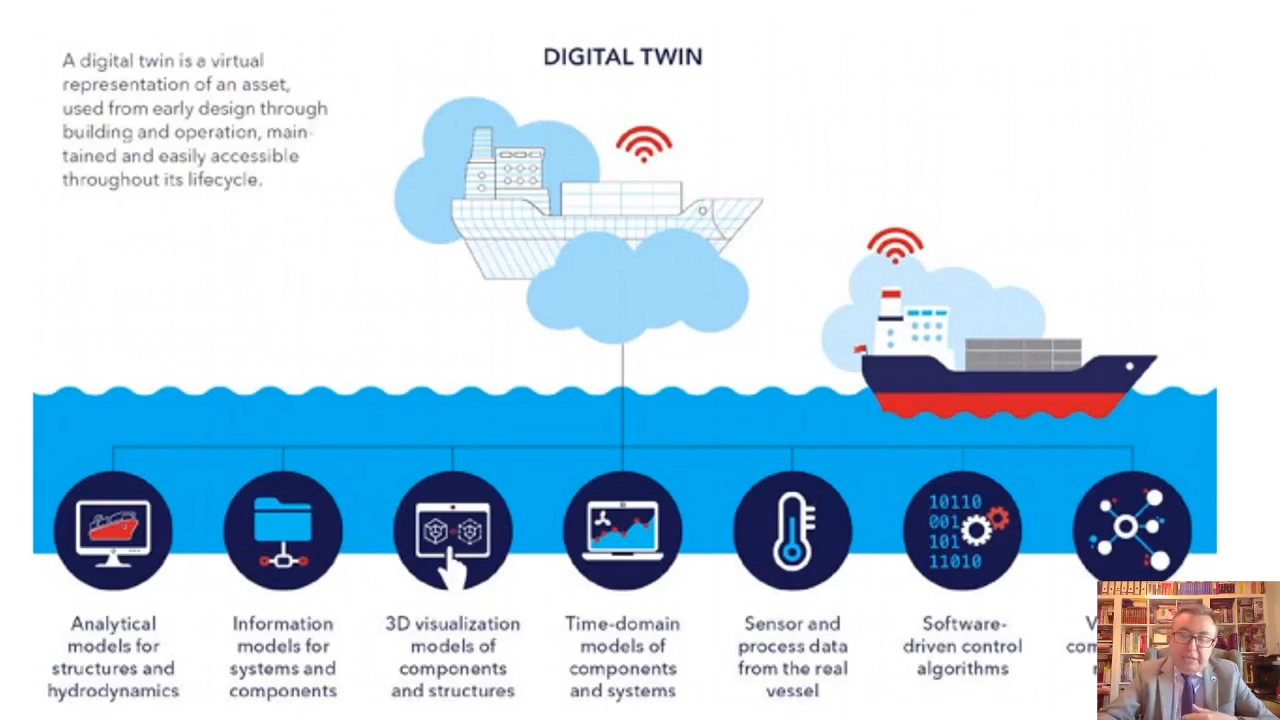 A digital twin is a virtual
representation of an asset,
used from early design through
building and operation, main-
tained and easily accessible
throughout its lifecycle.
DIGITAL TWIN
10110
001
101
11010
Analytical
models for
structures and
hydrodynamics
Information
models for
systems and
components
3D visualization
models of
components
and structures
Time-domain
models of
components
and systems
Sensor and
process data
from the real
vessel
Software-
driven control
algorithms